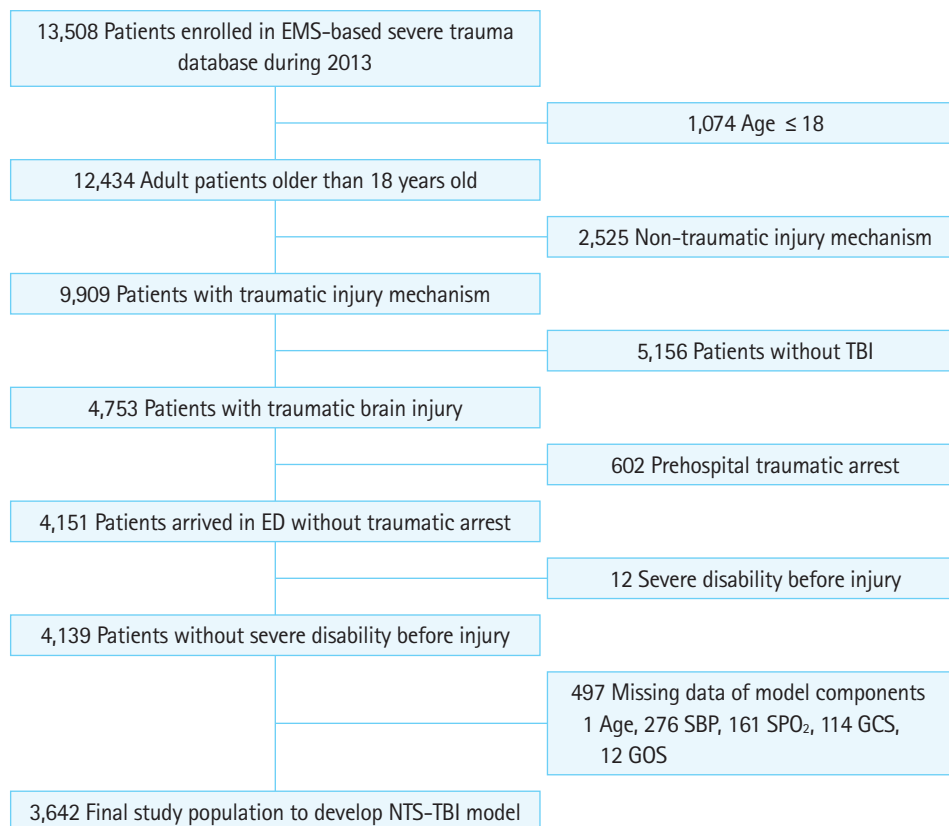 13,508 Patients enrolled in EMS-based severe trauma
database during 2013
1,074 Age ≤ 18
12,434 Adult patients older than 18 years old
2,525 Non-traumatic injury mechanism
9,909 Patients with traumatic injury mechanism
5,156 Patients without TBI
4,753 Patients with traumatic brain injury
602 Prehospital traumatic arrest
4,151 Patients arrived in ED without traumatic arrest
12 Severe disability before injury
4,139 Patients without severe disability before injury
497 Missing data of model components
1 Age, 276 SBP, 161 SPO₂, 114 GCS,
12 GOS
3,642 Final study population to develop NTS-TBI model